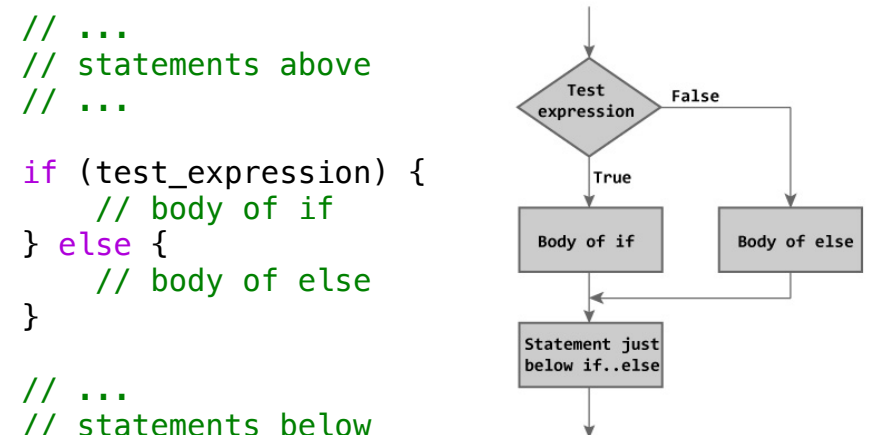 // ...
// statements above
// ...
if (test_expression) {
    // body of if
} else {
    // body of else
}
// ...
// statements below
Test
expression
False
True
Body of if
Body of else
Statement just
below if..else